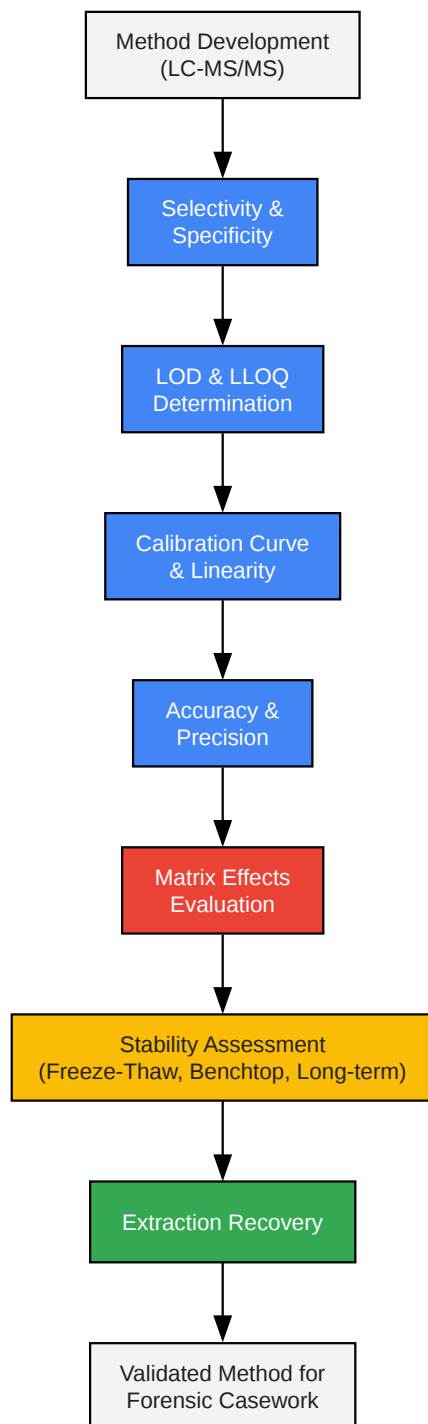 Method Development
(LC-MS/MS)
Selectivity &
Specificity
LOD & LLOQ
Determination
Calibration Curve
& Linearity
Accuracy &
Precision
Matrix Effects
Evaluation
Stability Assessment
(Freeze-Thaw, Benchtop, Long-term)
Extraction Recovery
Validated Method for
Forensic Casework